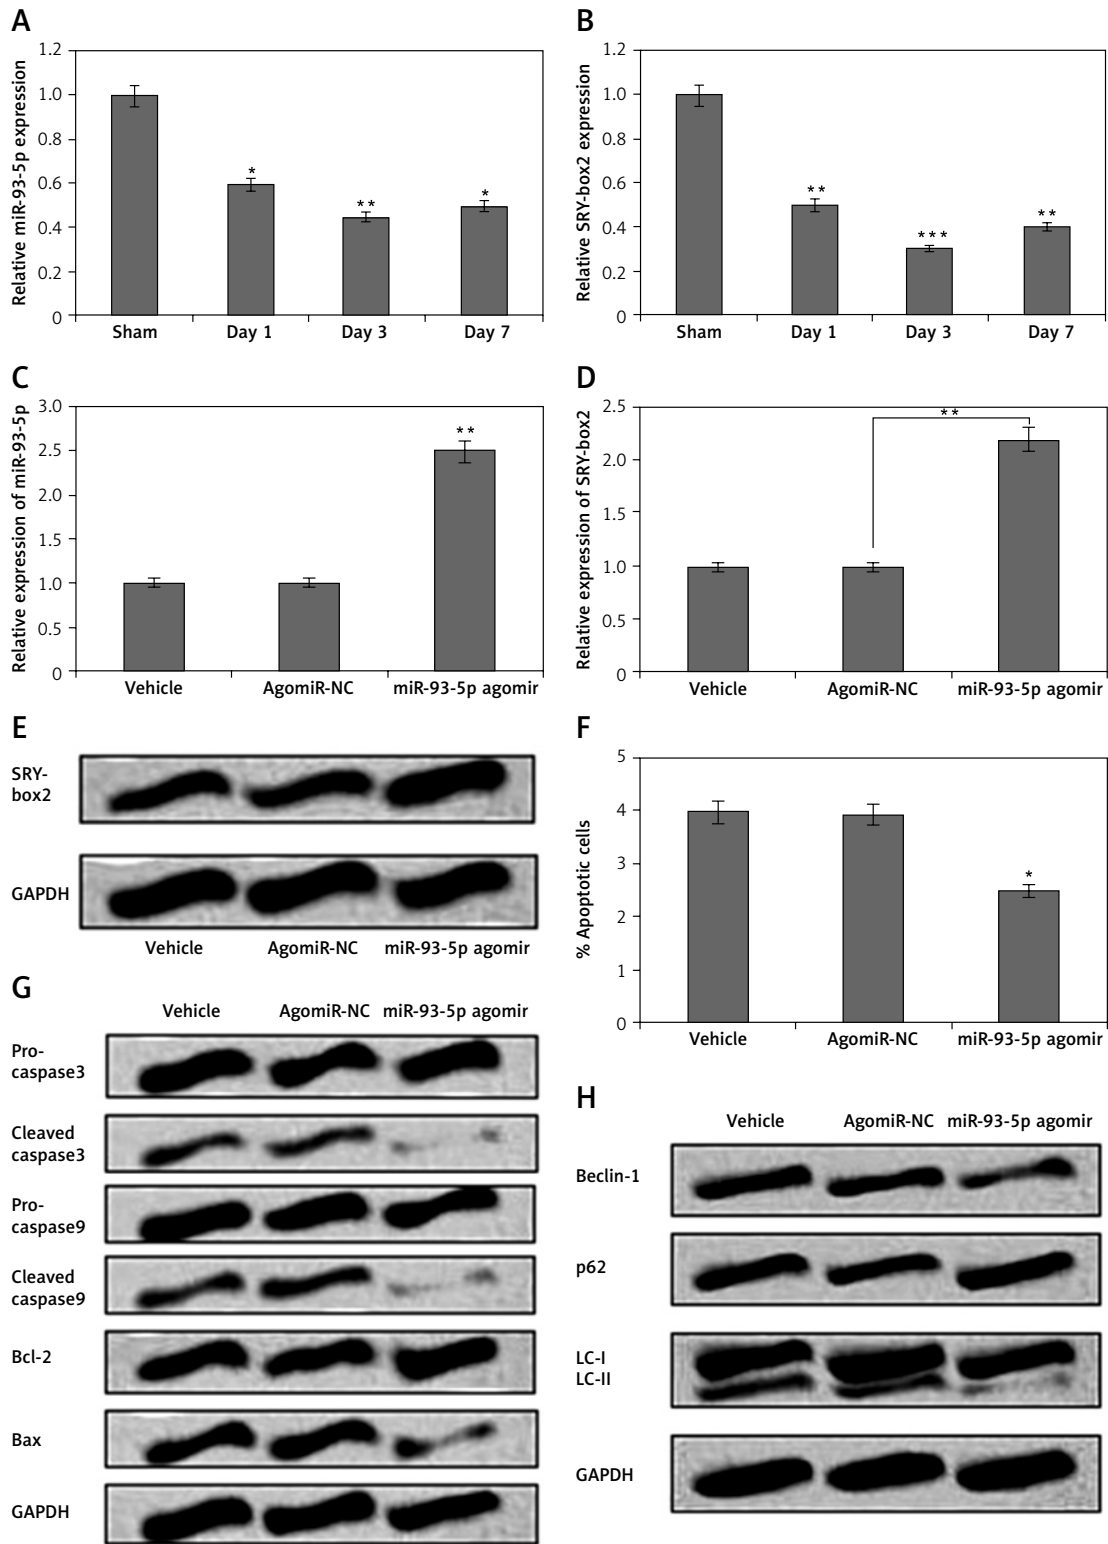 A
Relative miR-93-5p expression
1.2
1.0
0.8
0.6
0.4
0.2
0
*
**
*
Sham Day 1 Day 3 Day 7
B
Relative SRY-box2 expression
1.2
1.0
0.8
0.6
0.4
0.2
0
**
***
**
Sham Day 1 Day 3 Day 7
C
Relative expression of miR-93-5p
3.0
2.5
2.0
1.5
1.0
0.5
0
**
Vehicle AgomiR-NC miR-93-5p agomir
D
Relative expression of SRY-box2
2.5
2.0
1.5
1.0
0.5
0
**
Vehicle AgomiR-NC miR-93-5p agomir
E
SRY-
box2
GAPDH
Vehicle AgomiR-NC miR-93-5p agomir
F
% Apoptotic cells
5
4
3
2
1
0
*
Vehicle AgomiR-NC miR-93-5p agomir
G
Vehicle AgomiR-NC miR-93-5p agomir
Pro-
caspase3
Cleaved
caspase3
Pro-
caspase9
Cleaved
caspase9
Bcl-2
Bax
GAPDH
H
Vehicle AgomiR-NC miR-93-5p agomir
Beclin-1
p62
LC-I
LC-II
GAPDH